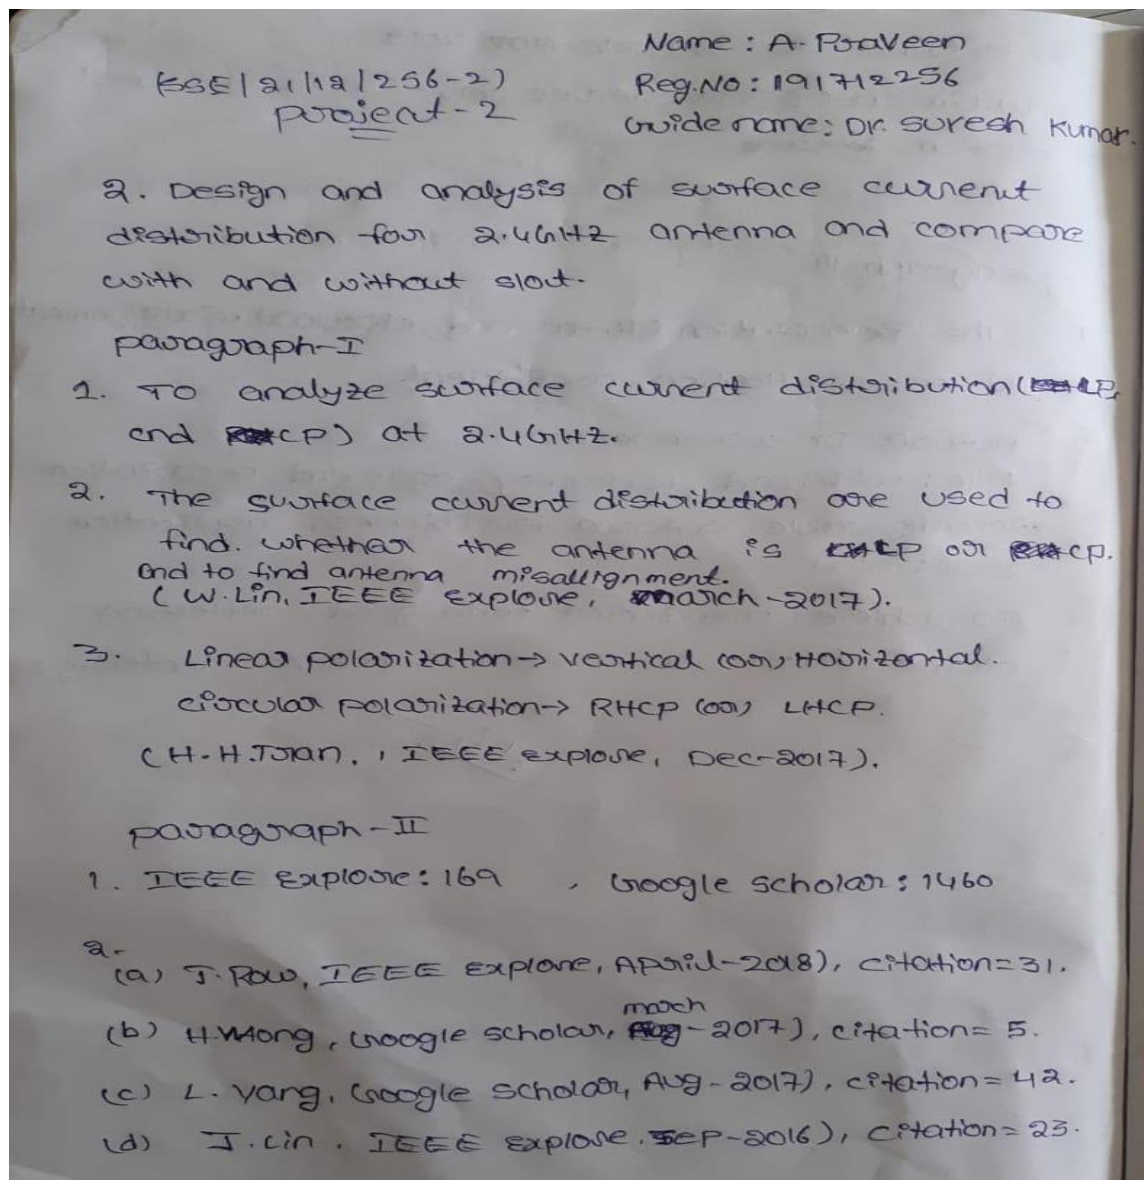 Name : A. Praveen
(SSE/21/12/256-2)
Reg.No : 191712256
project - 2
Guide name: Dr. Suresh Kumar.
2. Design and analysis of surface current
distribution for 2.4GHZ antenna and compare
with and without slot.
paragraph-I
1. To analyze surface current distribution (LP,
and CP) at 2.4GHZ.
2. The surface current distribution are used to
find. whether the antenna is LP or CP.
and to find antenna misallignment.
(W.Lin, IEEE explore, march-2017).
3. Linear polarization→ vertical (or) Horizontal.
circular polarization→ RHCP (or) LHCP.
(H.H.Tran. , IEEE explore, Dec-2017).
paragraph-II
1. IEEE explore: 169 , Google scholar: 1460
2.
(a) J. Row, IEEE explore, April-2018), citation=31.
march
(b) H.Wong, Google scholar, 2017), citation= 5.
(c) L. yang, Google scholar, Aug-2017), citation=42.
(d) J. Lin. IEEE explore. sep-2016), citation=23.